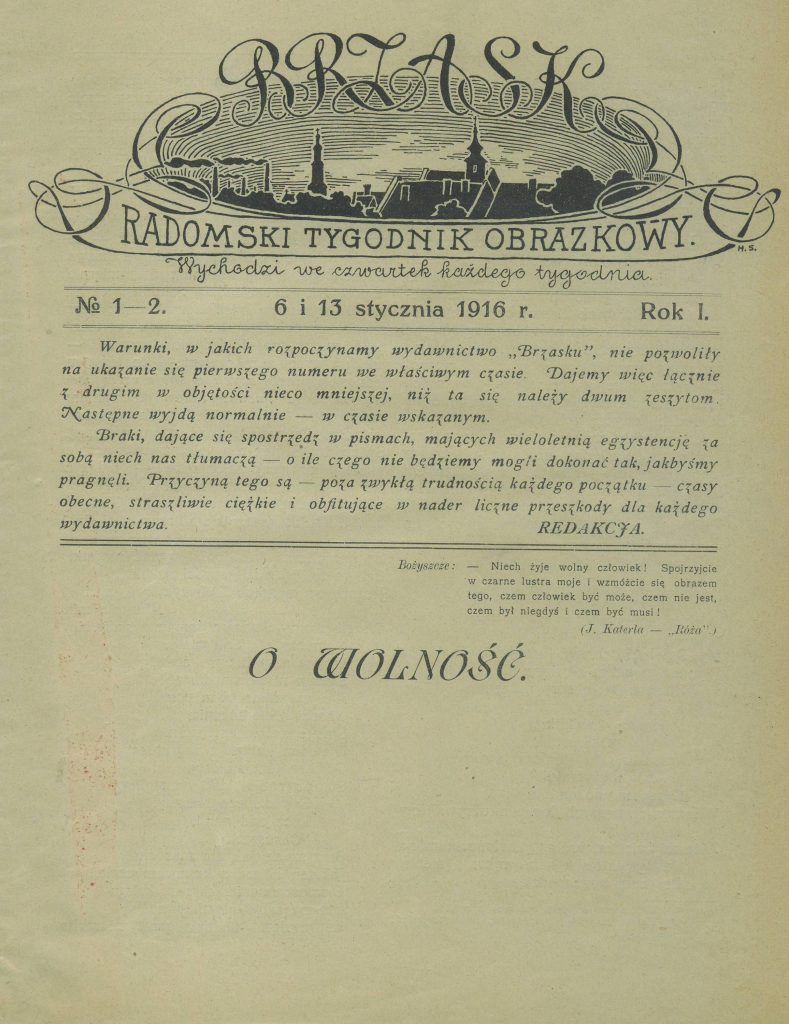 BRZASK
RADOMSKI TYGODNIK OBRAZKOWY.
H.S.
Wychodzi we czwartek każdego tygodnia.
№ 1—2. 6 i 13 stycznia 1916 r. Rok I.
Warunki, w jakich rozpoczynamy wydawnictwo „Brzasku”, nie pozwoliły
na ukazanie się pierwszego numeru we właściwym czasie. Dajemy więc łącznie
z drugim w objętości nieco mniejszej, niż ta się należy dwum zeszytom.
Następne wyjdą normalnie — w czasie wskazanym.
Braki, dające się spostrzedz w pismach, mających wieloletnią egzystencję za
sobą niech nas tłumaczą — o ile czego nie będziemy mogli dokonać tak, jakbyśmy
pragnęli. Przyczyną tego są — poza zwykłą trudnością każdego początku — czasy
obecne, straszliwie ciężkie i obfitujące w nader liczne przeszkody dla każdego
wydawnictwa. REDAKCJA.
Bożyszcze: — Niech żyje wolny człowiek! Spojrzyjcie
w czarne lustra moje i wzmóżcie się obrazem
tego, czem człowiek być może, czem nie jest,
czem był niegdyś i czem być musi!
(J. Katerla — „Róża”.)
O WOLNOŚĆ.